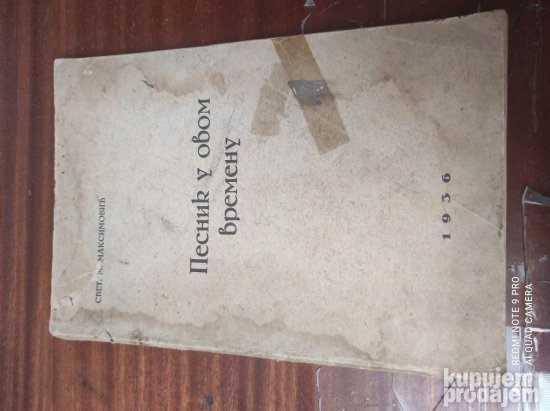 СВЕТ. М. МАКСИМОВИЋ
Песник у овом
времену
1936
REDMI NOTE 9 PRO
AI QUAD CAMERA
kupujem
prodajem